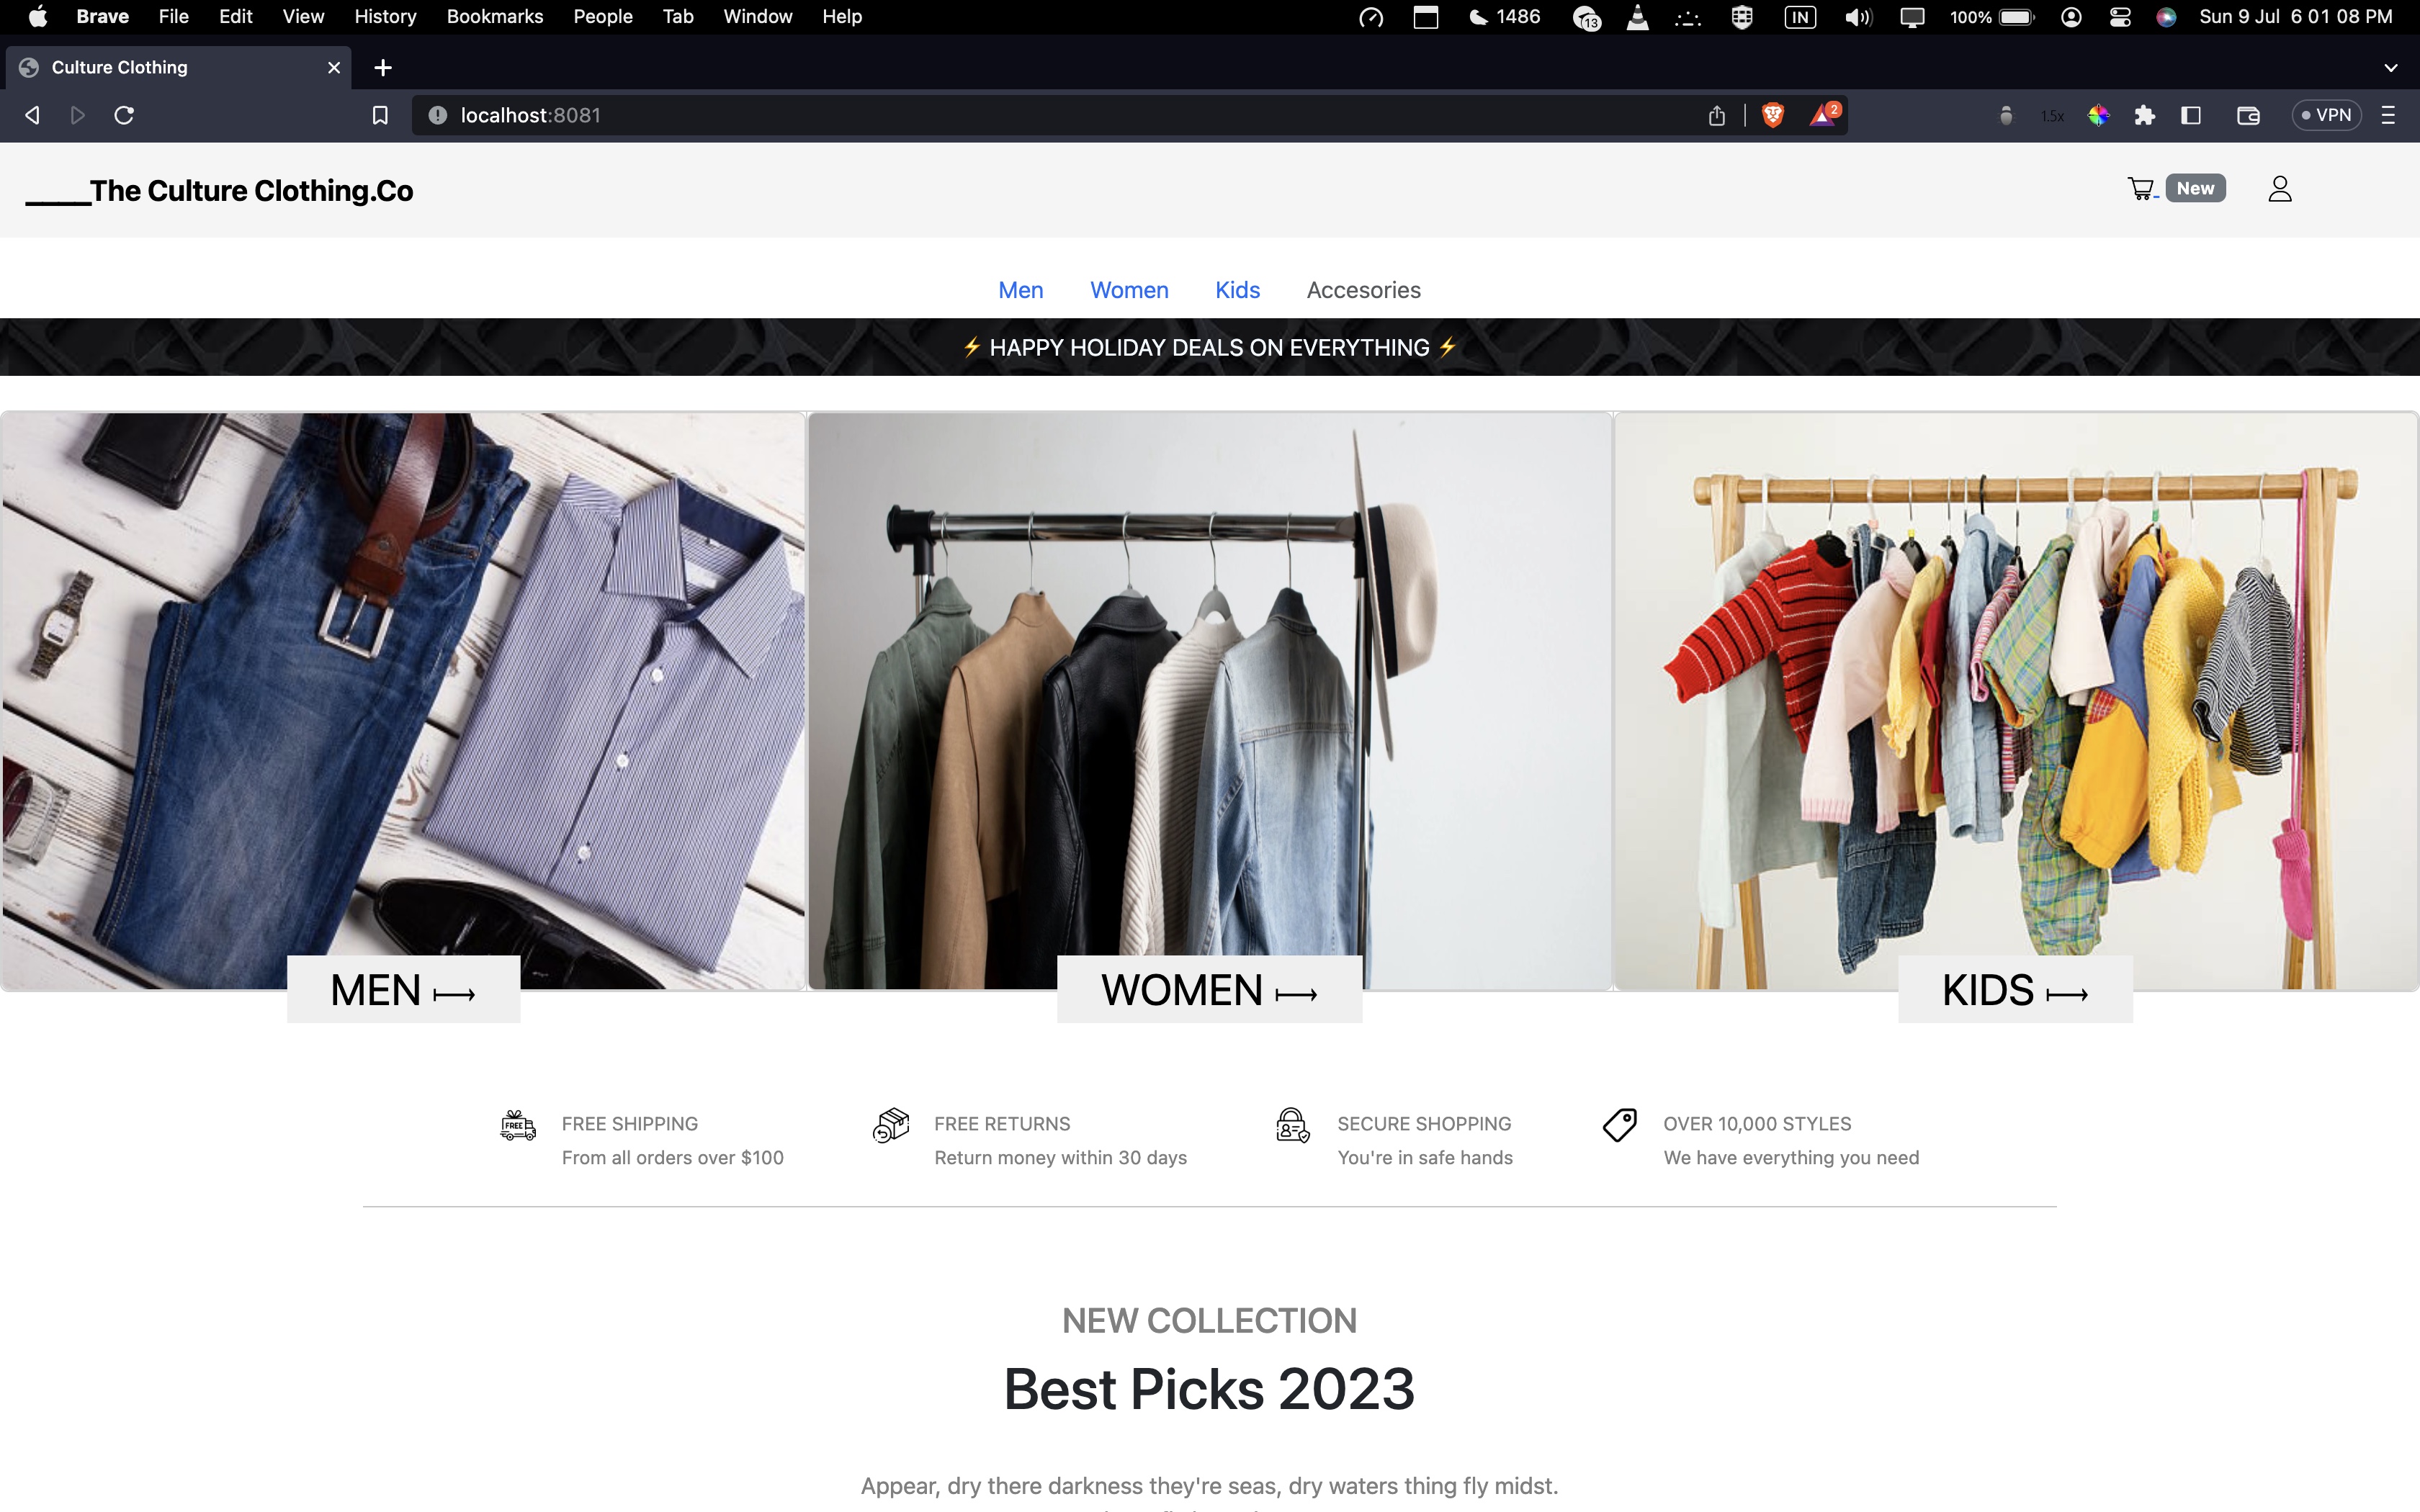 Brave File Edit View History Bookmarks People Tab Window Help 1486 13 IN 100% Sun 9 Jul 6 01 08 PM
Culture Clothing
localhost:8081 2 1.5x VPN
____The Culture Clothing.Co New
Men Women Kids Accesories
⚡ HAPPY HOLIDAY DEALS ON EVERYTHING ⚡
MEN ⟼ WOMEN ⟼ KIDS ⟼
FREE
FREE SHIPPING FREE RETURNS SECURE SHOPPING OVER 10,000 STYLES
From all orders over $100 Return money within 30 days You're in safe hands We have everything you need
NEW COLLECTION
Best Picks 2023
Appear, dry there darkness they're seas, dry waters thing fly midst.